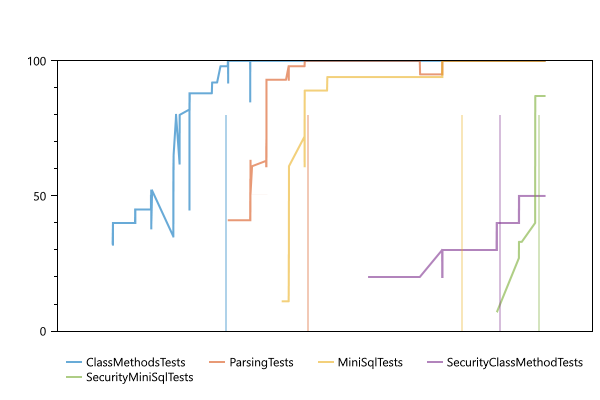 100
50
0
ClassMethodsTests ParsingTests MiniSqlTests SecurityClassMethodTests
SecurityMiniSqlTests